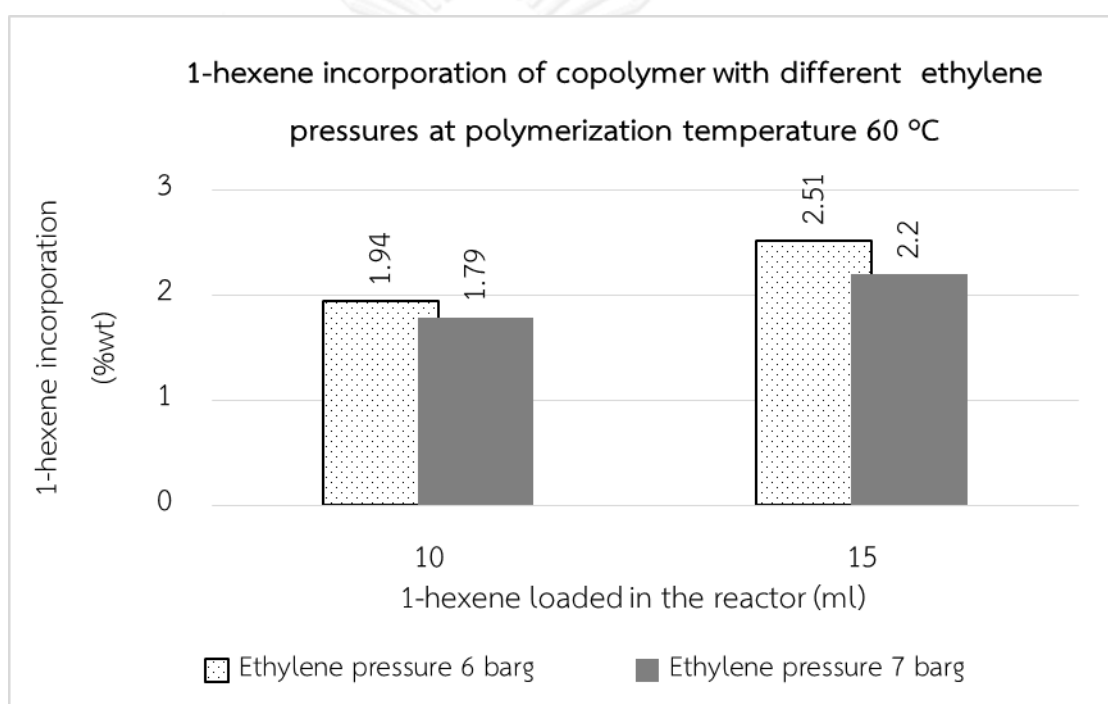 1-hexene incorporation of copolymer with different ethylene
pressures at polymerization temperature 60 °C
1-hexene incorporation
(%wt)
3
2
1
0
1.94
1.79
2.51
2.2
10
15
1-hexene loaded in the reactor (ml)
Ethylene pressure 6 barg
Ethylene pressure 7 barg